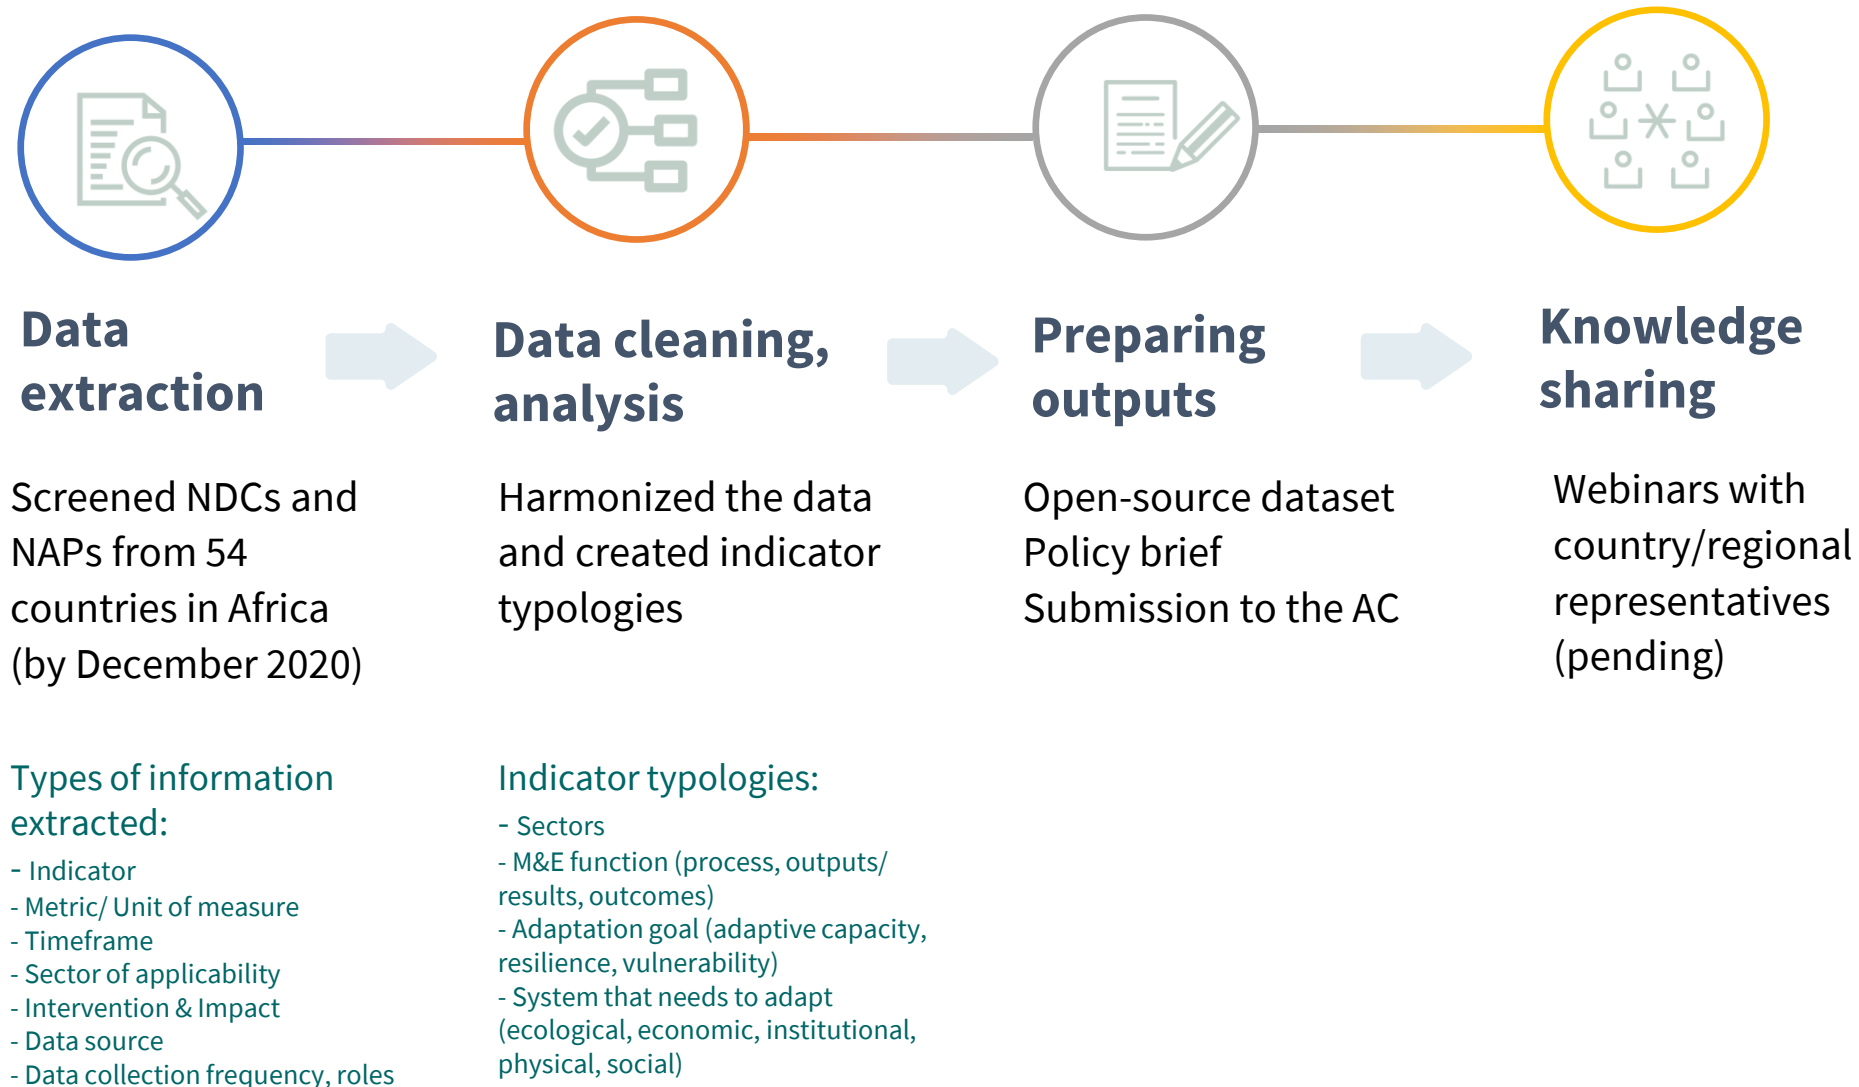 Data
extraction
Data cleaning,
analysis
Preparing
outputs
Knowledge
sharing
Screened NDCs and
NAPs from 54
countries in Africa
(by December 2020)
Harmonized the data
and created indicator
typologies
Open-source dataset
Policy brief
Submission to the AC
Webinars with
country/regional
representatives
(pending)
Types of information
extracted:
- Indicator
- Metric/ Unit of measure
- Timeframe
- Sector of applicability
- Intervention & Impact
- Data source
- Data collection frequency, roles
Indicator typologies:
- Sectors
- M&E function (process, outputs/
results, outcomes)
- Adaptation goal (adaptive capacity,
resilience, vulnerability)
- System that needs to adapt
(ecological, economic, institutional,
physical, social)